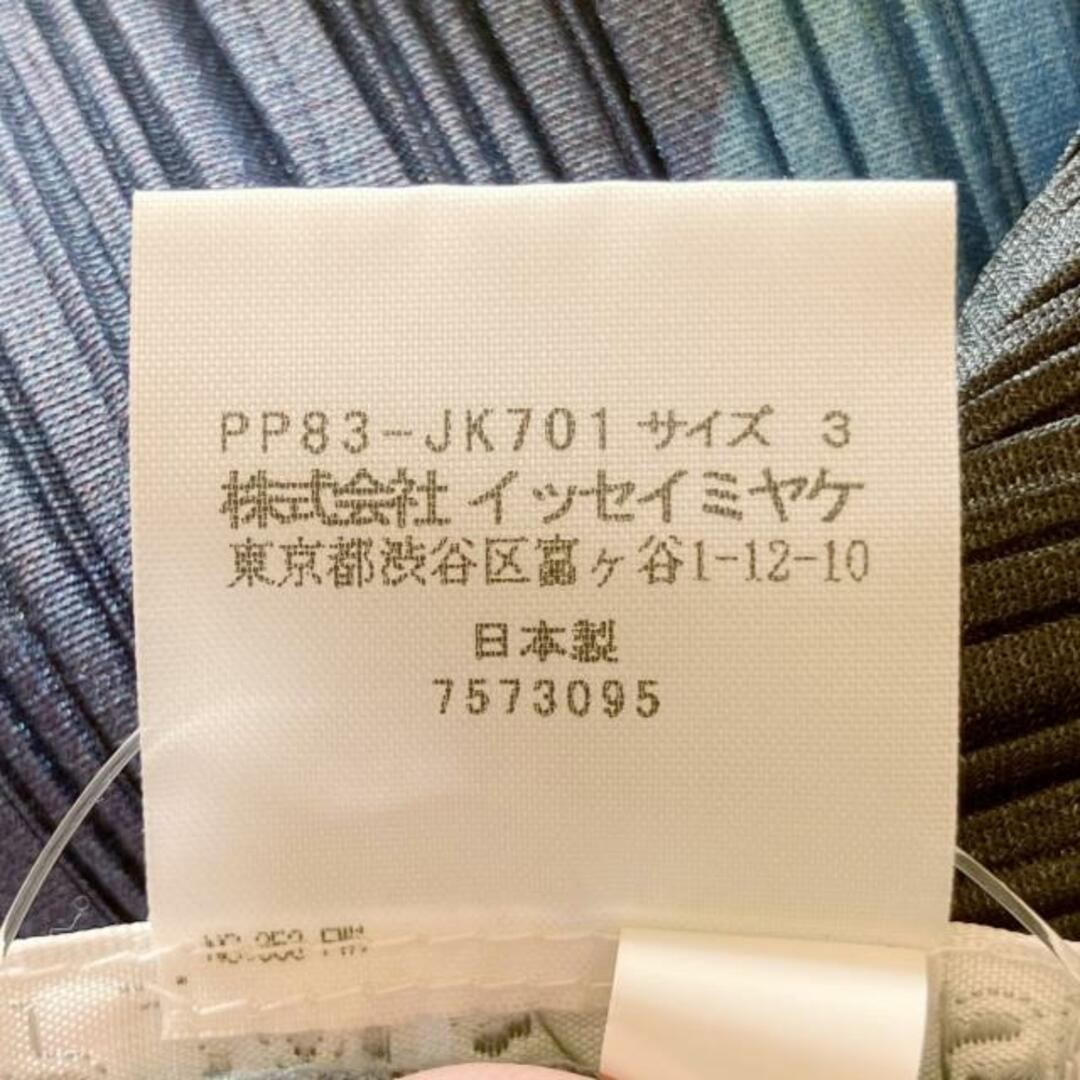 PP83-JK701 サイズ 3
株式会社 イッセイミヤケ
東京都渋谷区富ヶ谷1-12-10
日本製
7573095